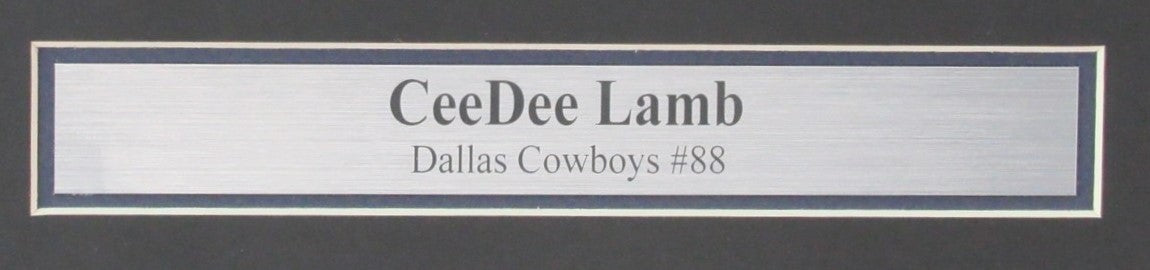 CeeDee Lamb
Dallas Cowboys #88